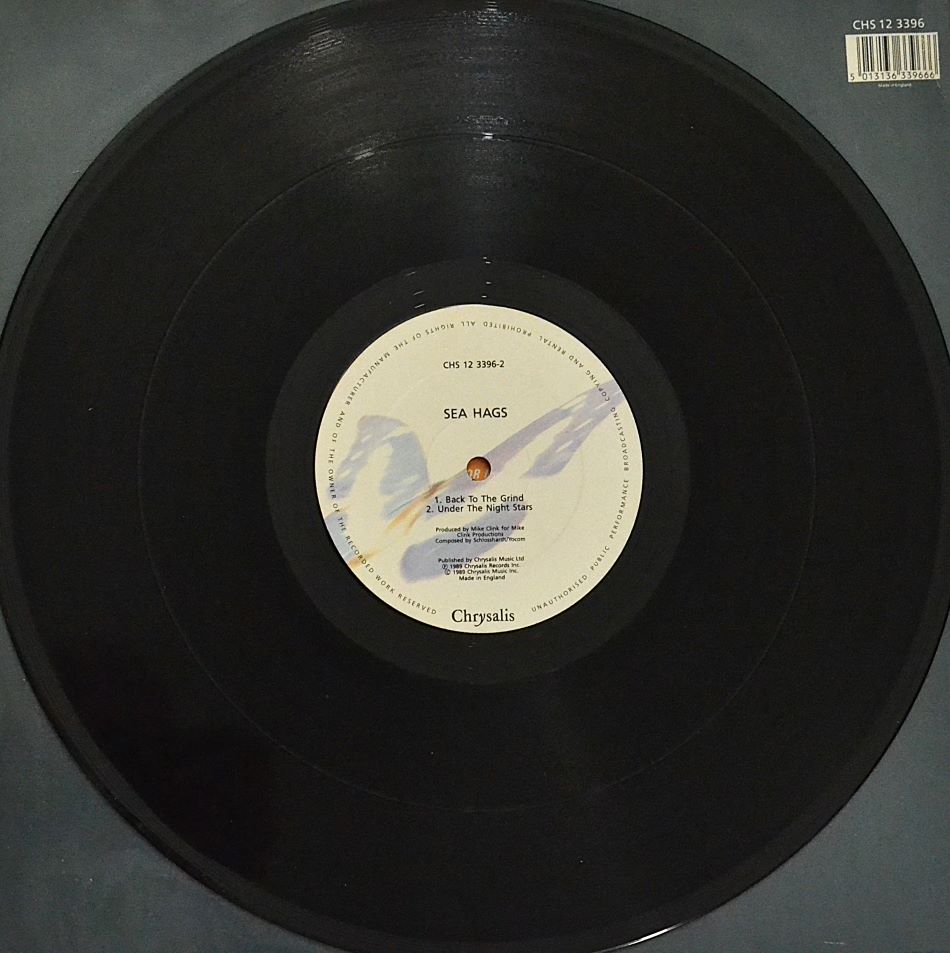 CHS 12 3396
5 013136 339666
Made in England
CHS 12 3396-2
SEA HAGS
1. Back To The Grind
2. Under The Night Stars
Produced by Mike Clink for Mike
Clink Productions
Composed by Schlosshardt/Yocom
Published by Chrysalis Music Ltd
℗ 1989 Chrysalis Records Inc.
© 1989 Chrysalis Music Inc.
Made in England
Chrysalis
ALL RIGHTS OF THE MANUFACTURER AND OF THE OWNER OF THE RECORDED WORK RESERVED UNAUTHORISED PUBLIC PERFORMANCE BROADCASTING COPYING AND RENTAL PROHIBITED